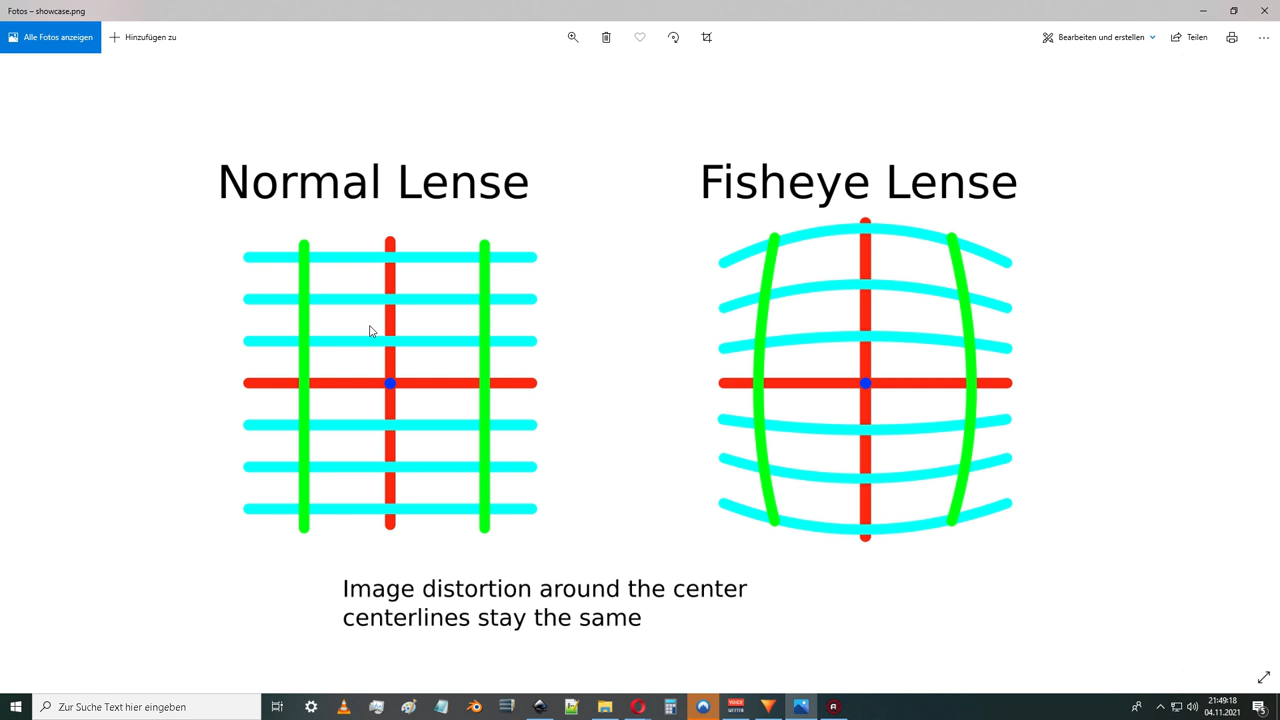 Fotos – showcase.png
Alle Fotos anzeigen
Hinzufügen zu
Bearbeiten und erstellen
Teilen
Normal Lense
Fisheye Lense
Image distortion around the center
centerlines stay the same
Zur Suche Text hier eingeben
21:49:18
04.11.2021